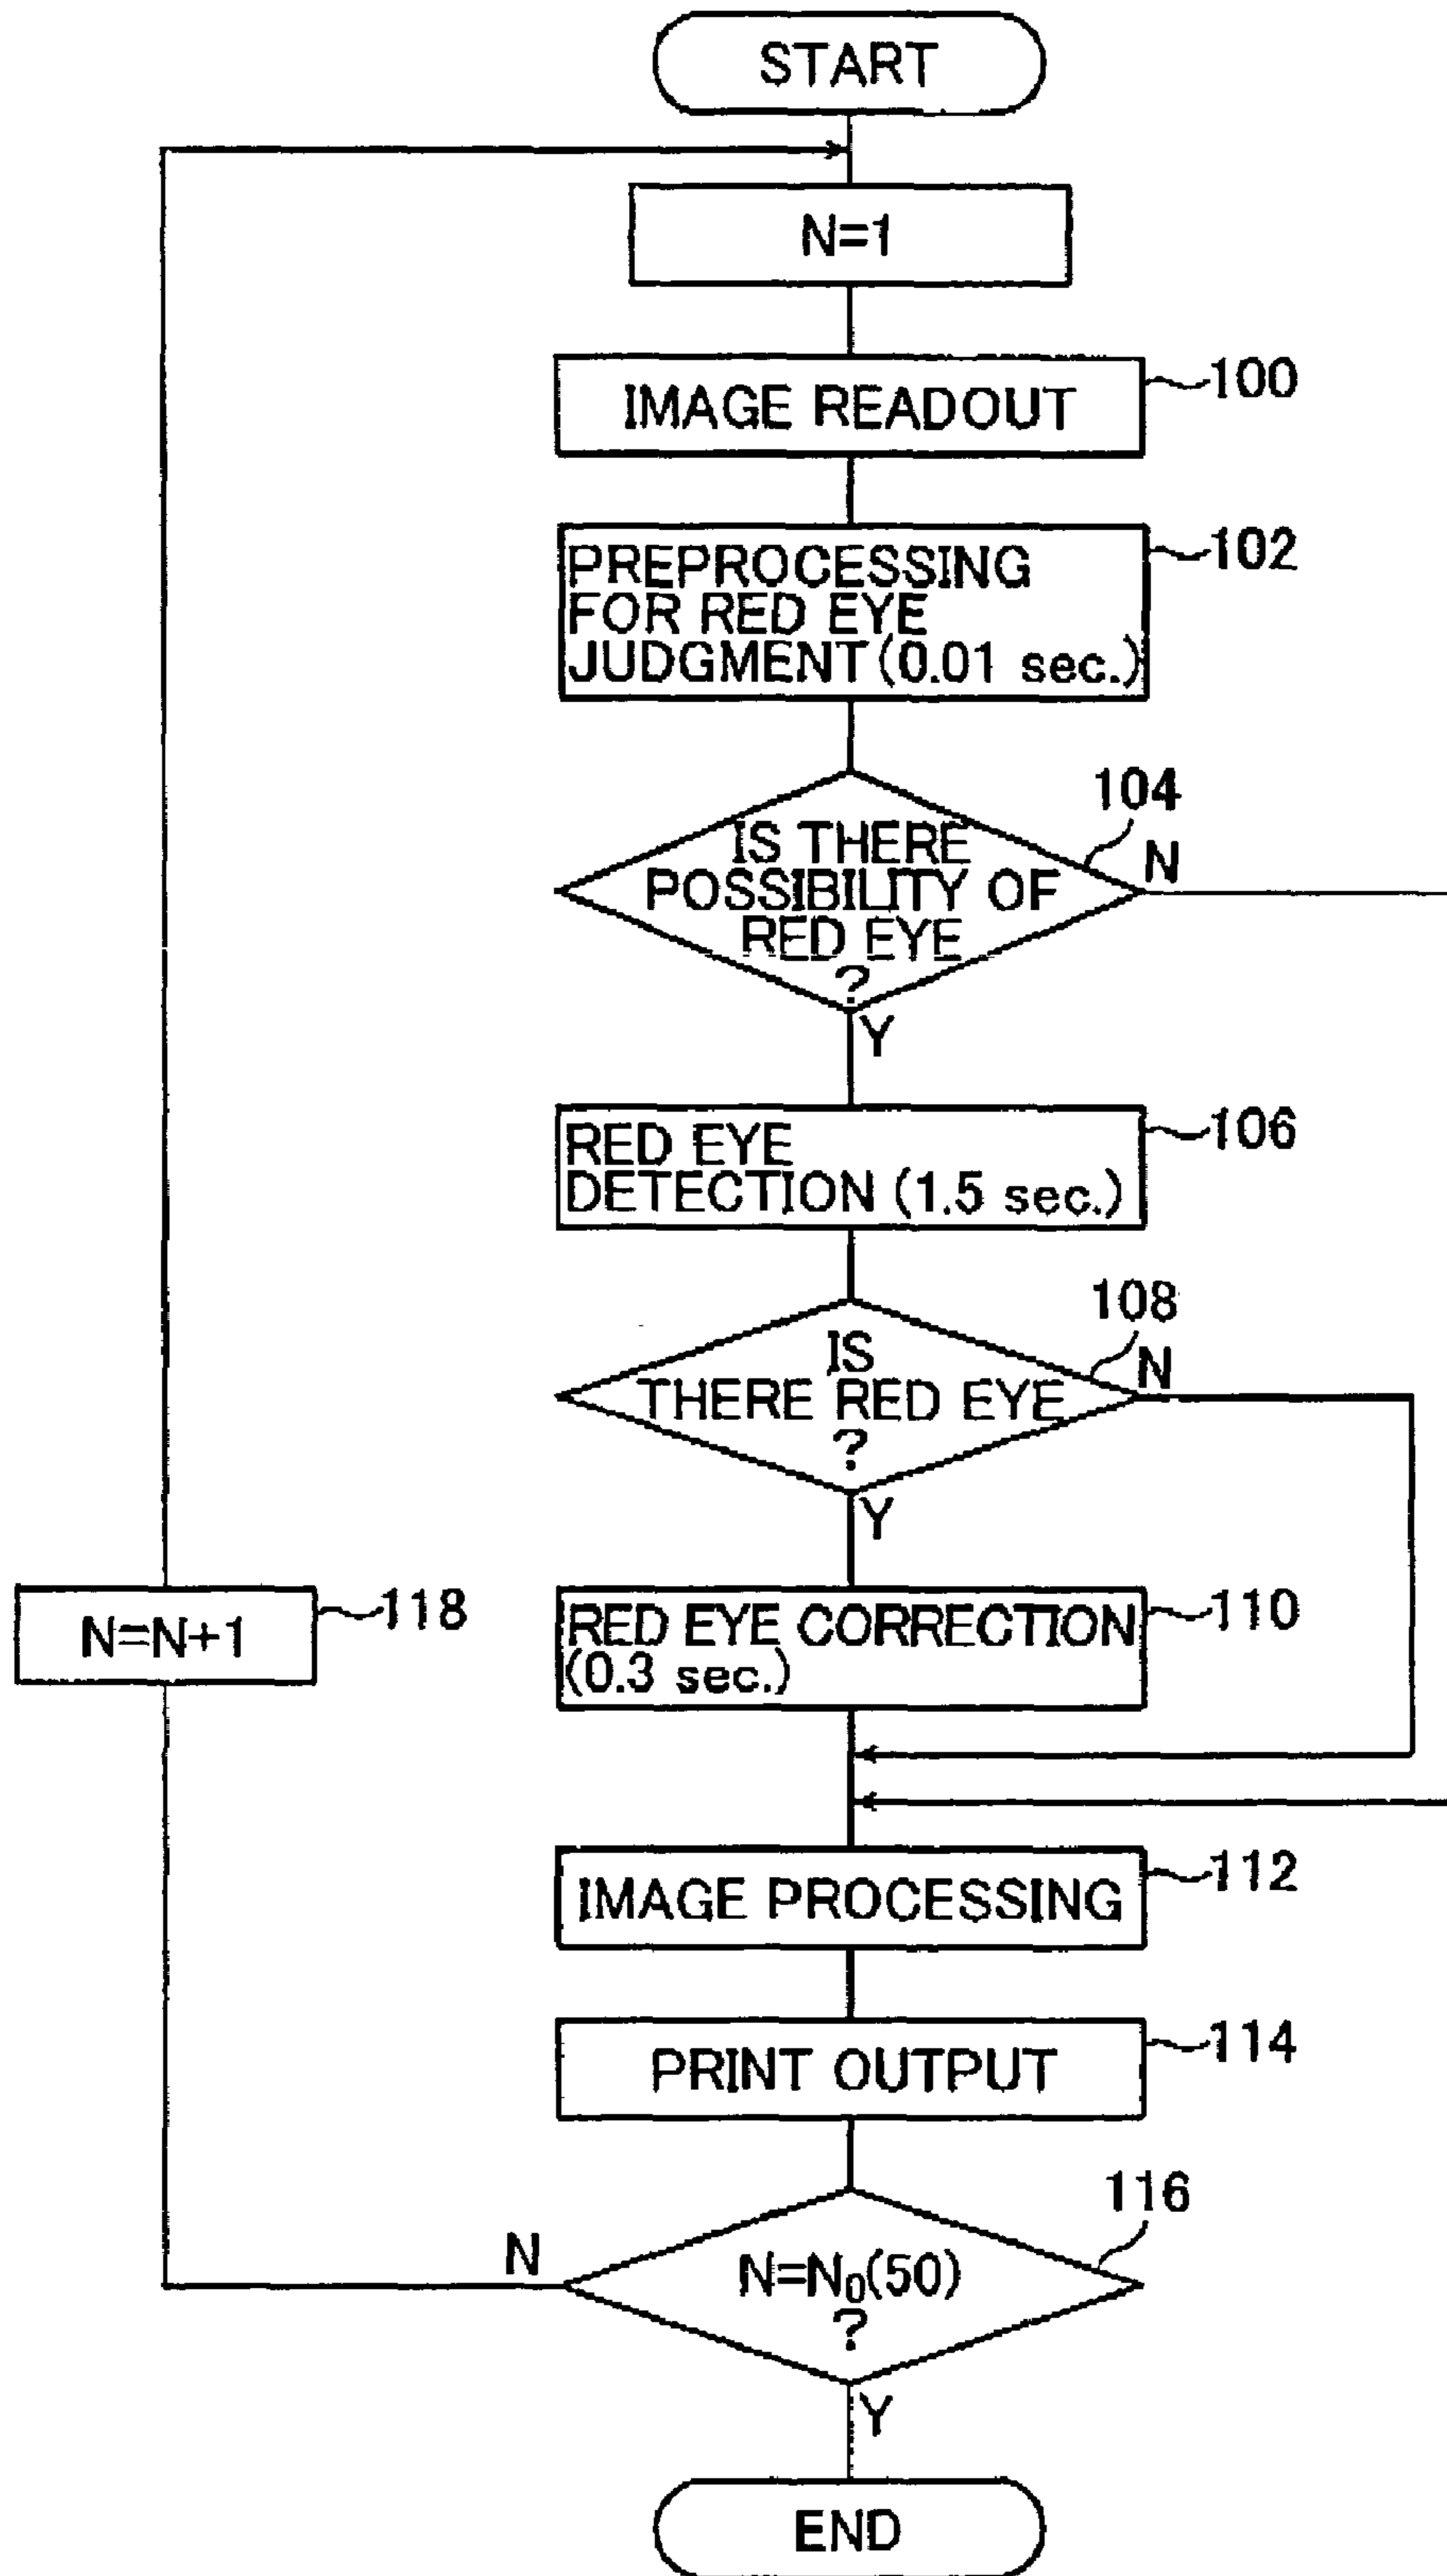 START
N=1
IMAGE READOUT
100
PREPROCESSING
FOR RED EYE
JUDGMENT (0.01 sec.)
102
IS THERE
POSSIBILITY OF
RED EYE
?
104
N
Y
RED EYE
DETECTION (1.5 sec.)
106
IS
THERE RED EYE
?
108
N
Y
RED EYE CORRECTION
(0.3 sec.)
110
N=N+1
118
IMAGE PROCESSING
112
PRINT OUTPUT
114
N=N₀(50)
?
116
N
Y
END